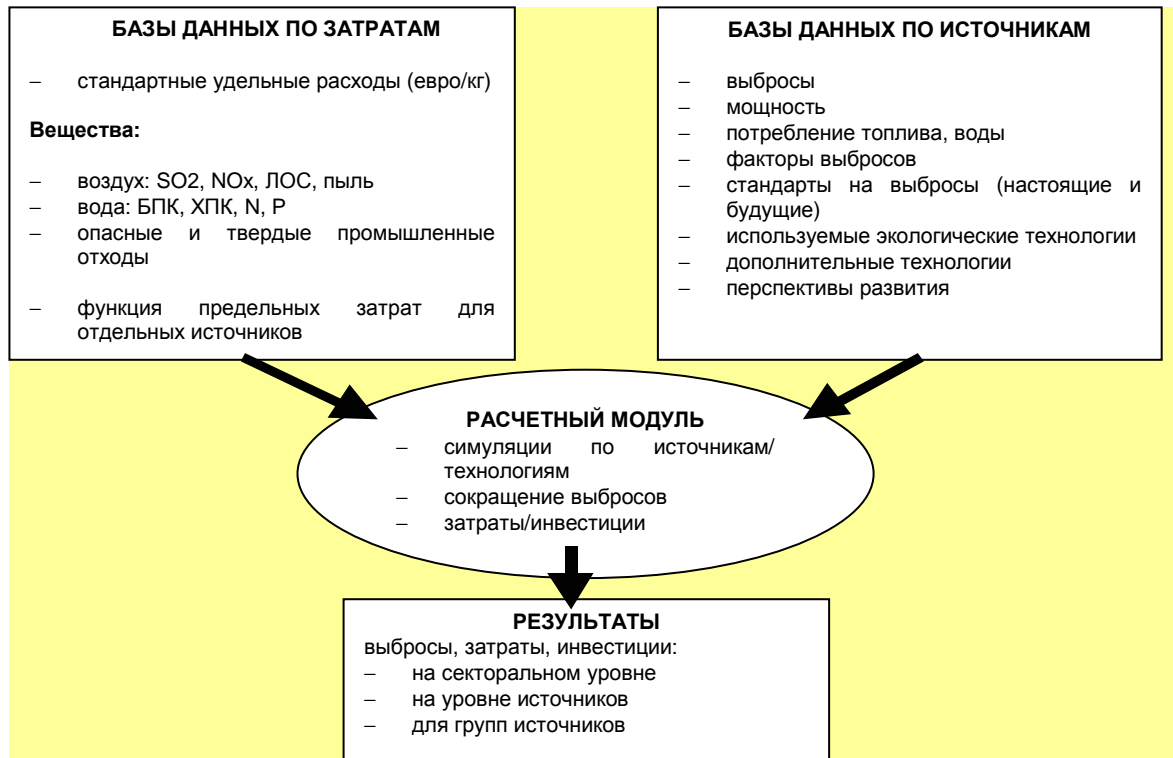 БАЗЫ ДАННЫХ ПО ЗАТРАТАМ
– стандартные удельные расходы (евро/кг)
Вещества:
– воздух: SO2, NOx, ЛОС, пыль
– вода: БПК, ХПК, N, P
– опасные и твердые промышленные
отходы
– функция предельных затрат для
отдельных источников
БАЗЫ ДАННЫХ ПО ИСТОЧНИКАМ
– выбросы
– мощность
– потребление топлива, воды
– факторы выбросов
– стандарты на выбросы (настоящие и
будущие)
– используемые экологические технологии
– дополнительные технологии
– перспективы развития
РАСЧЕТНЫЙ МОДУЛЬ
– симуляции по источникам/
технологиям
– сокращение выбросов
– затраты/инвестиции
РЕЗУЛЬТАТЫ
выбросы, затраты, инвестиции:
– на секторальном уровне
– на уровне источников
– для групп источников